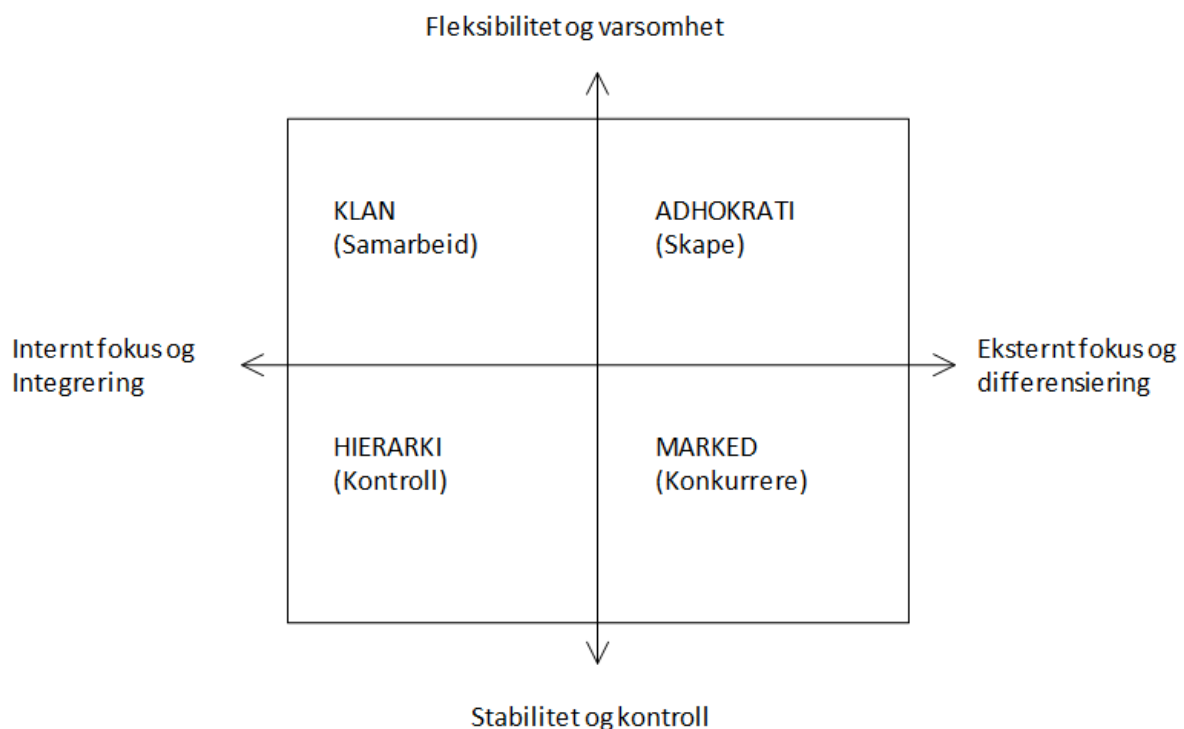 Fleksibilitet og varsomhet
KLAN
(Samarbeid)
ADHOKRATI
(Skape)
Internt fokus og
Integrering
Eksternt fokus og
differensiering
HIERARKI
(Kontroll)
MARKED
(Konkurrere)
Stabilitet og kontroll